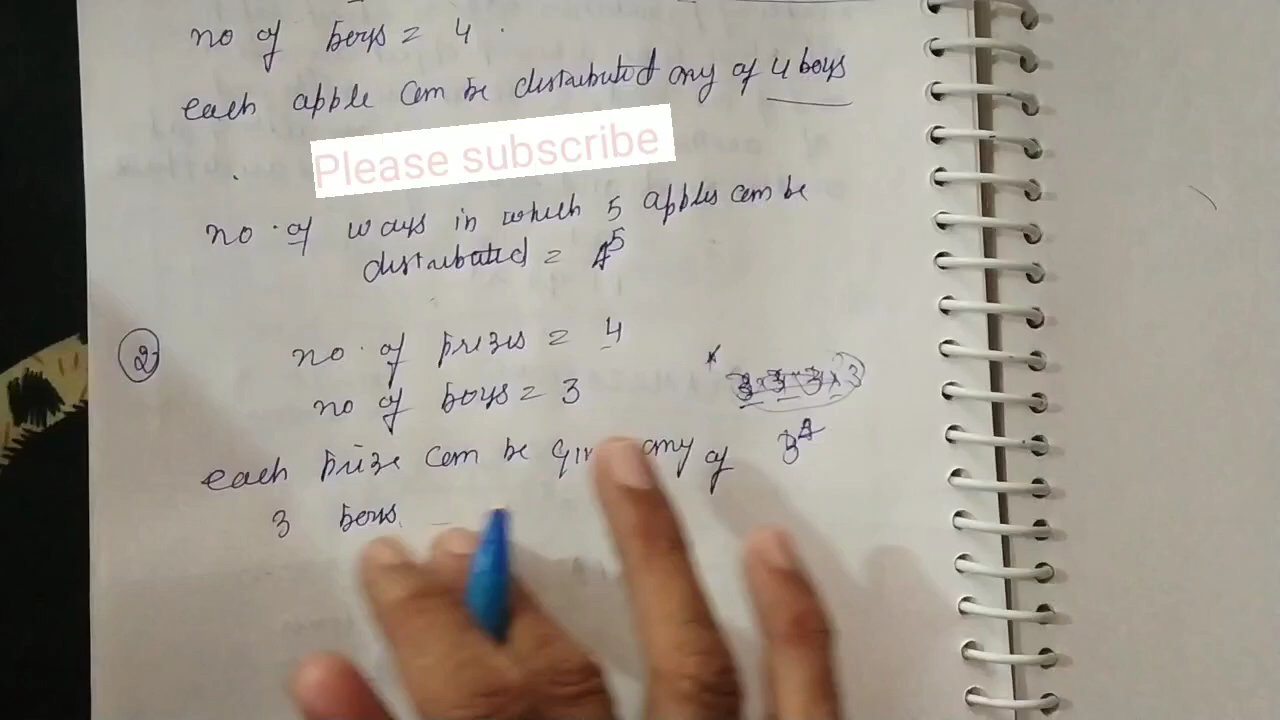 no of boys = 4.
each apple can be distributed any of 4 boys
Please subscribe
no. of ways in which 5 apples can be
distributed = 4^5
2
no. of prizes = 4
no of boys = 3
* 3 × 3 × 3 × 3
3^4
each prize can be any of
3 boys